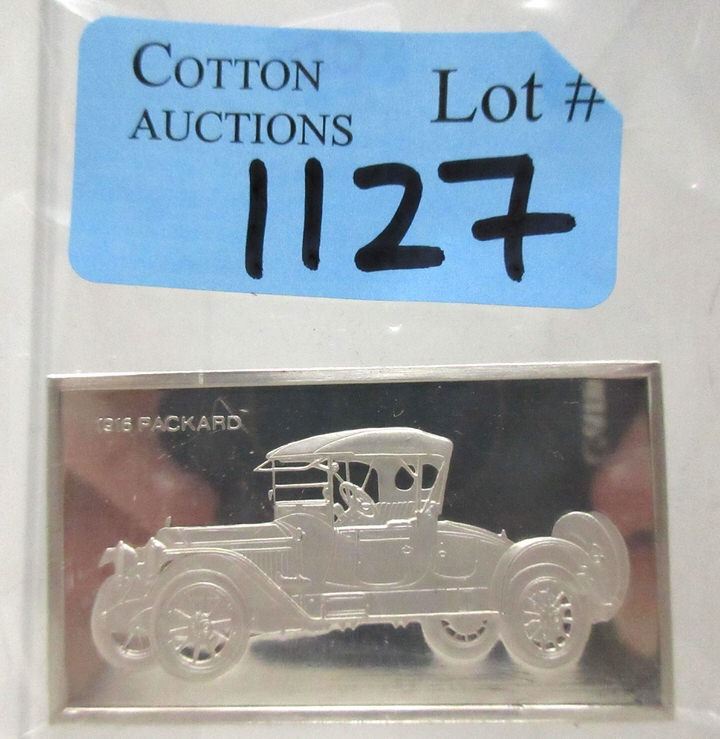 COTTON
AUCTIONS
Lot #
1127
1916 PACKARD